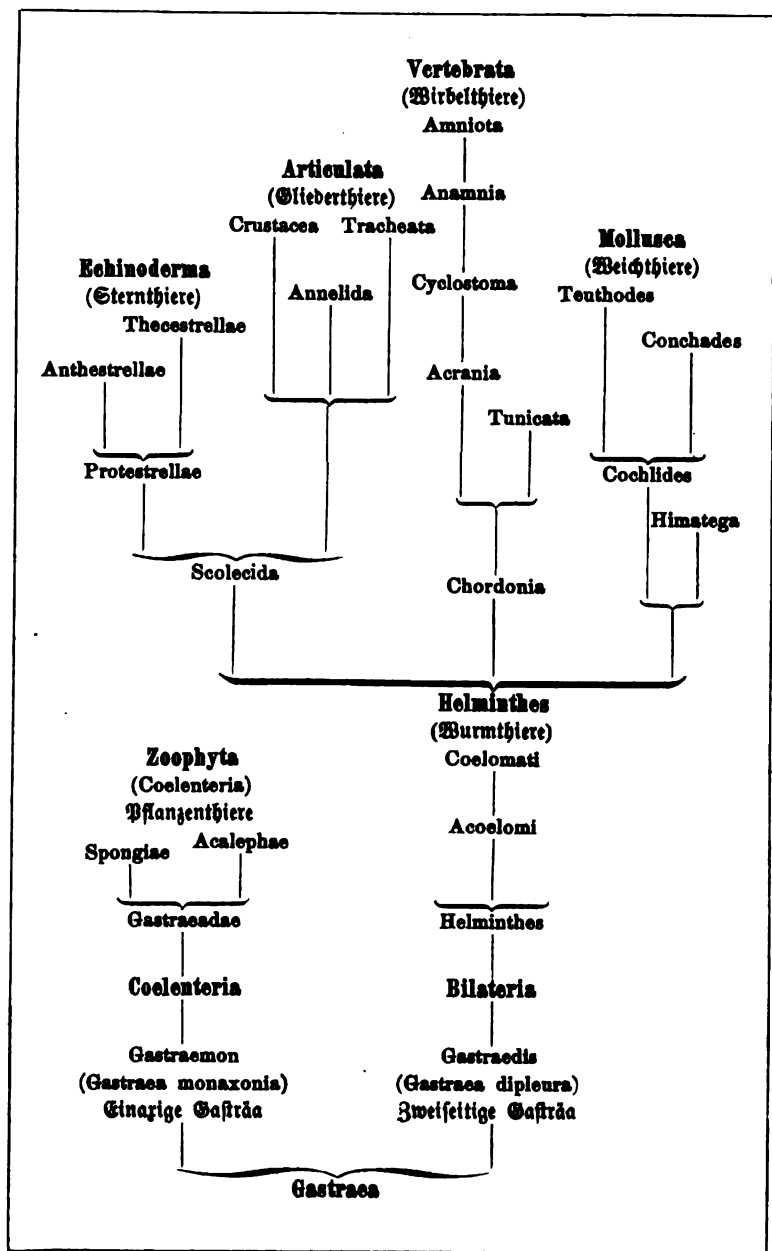 Vertebrata
(Wirbelthiere)
Amniota
Anamnia
Cyclostoma
Acrania
Tunicata
Chordonia
Articulata
(Gliederthiere)
Crustacea Tracheata
Annelida
Echinoderma
(Sternthiere)
Thecestrellae
Anthestrellae
Protestrellae
Scolecida
Mollusca
(Weichthiere)
Teuthodes
Conchades
Cochlides
Himatega
Helminthes
(Wurmthiere)
Coelomati
Acoelomi
Helminthes
Bilateria
Gastraedis
(Gastraea dipleura)
Zweiseitige Gasträa
Zoophyta
(Coelenteria)
Pflanzenthiere
Spongiae Acalephae
Gastraeadae
Coelenteria
Gastraemon
(Gastraea monaxonia)
Einaxige Gasträa
Gastraea